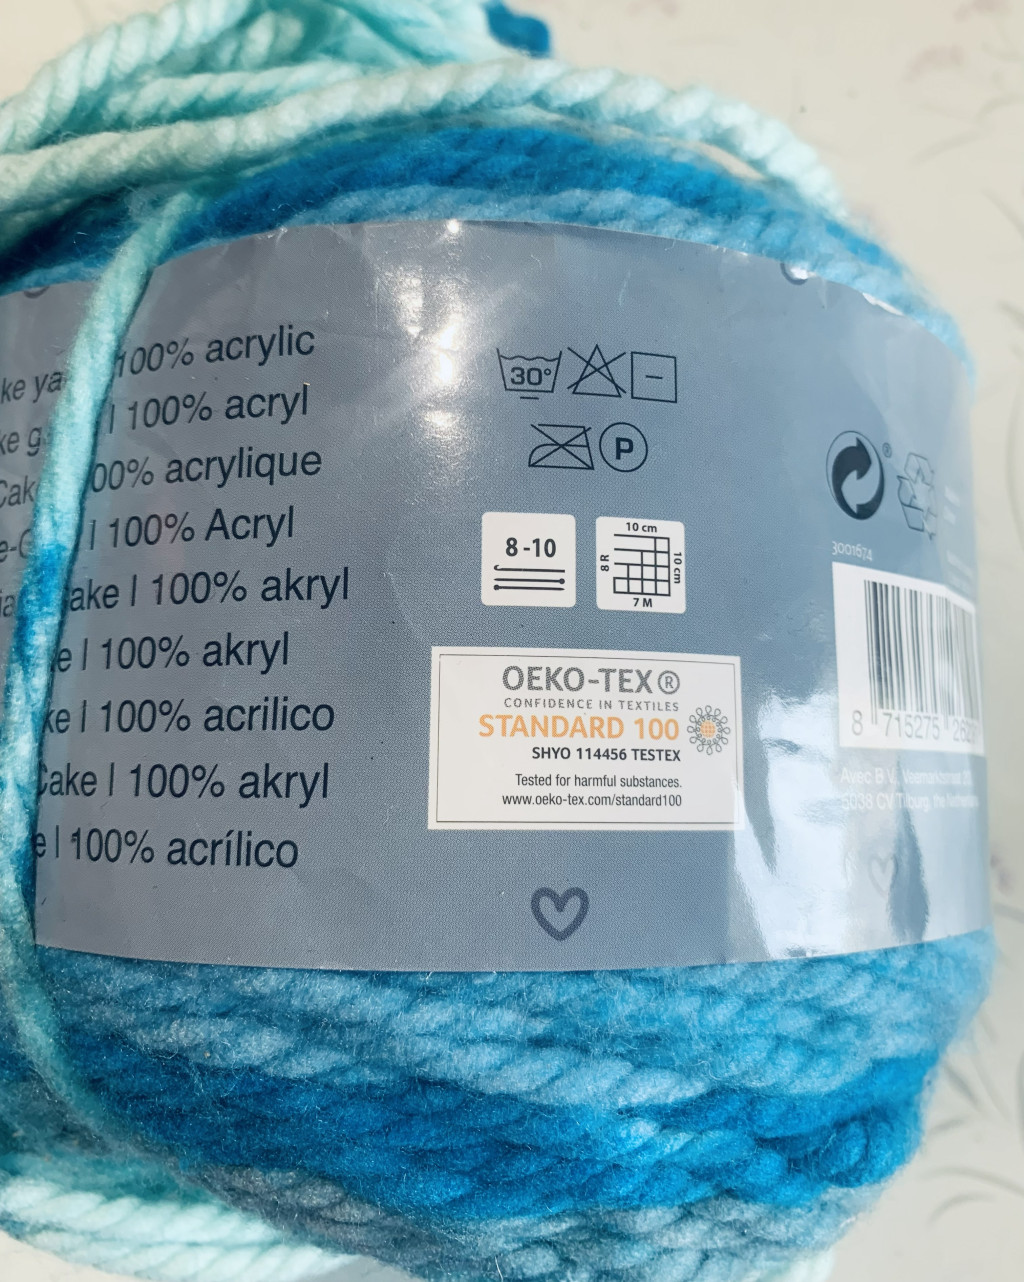 100% acrylic
| 100% acryl
00% acrylique
| 100% Acryl
ake | 100% akryl
e | 100% akryl
ke | 100% acrilico
Cake | 100% akryl
e | 100% acrílico
30°
P
8-10
10 cm
8 R
10 cm
7 M
OEKO-TEX®
CONFIDENCE IN TEXTILES
STANDARD 100
SHYO 114456 TESTEX
Tested for harmful substances.
www.oeko-tex.com/standard100
®
3001674
8 715275
Avec B.V.
5038 CV Tilburg, the Netherlands